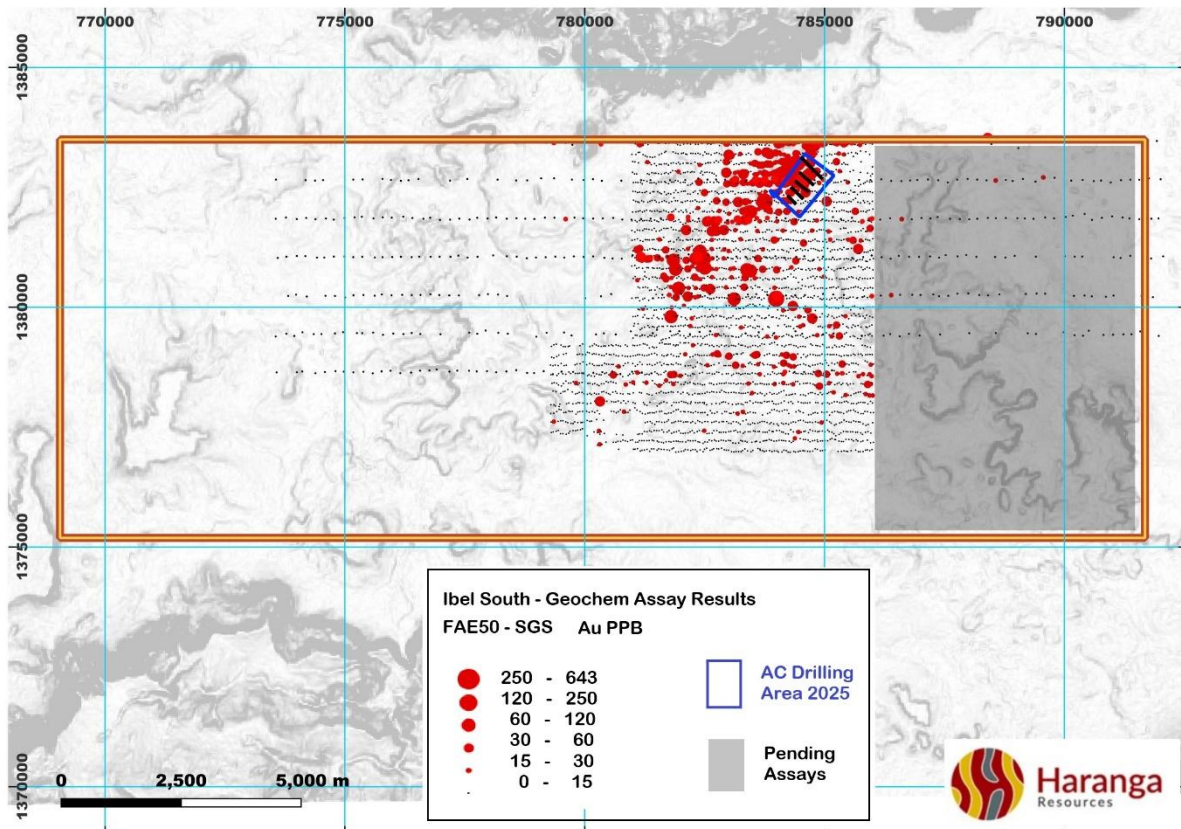 770000 775000 780000 785000 790000
1385000
1380000
1375000
1370000
Ibel South - Geochem Assay Results
FAE50 - SGS Au PPB
250 - 643
120 - 250
60 - 120
30 - 60
15 - 30
0 - 15
AC Drilling
Area 2025
Pending
Assays
0 2,500 5,000 m
Haranga
Resources